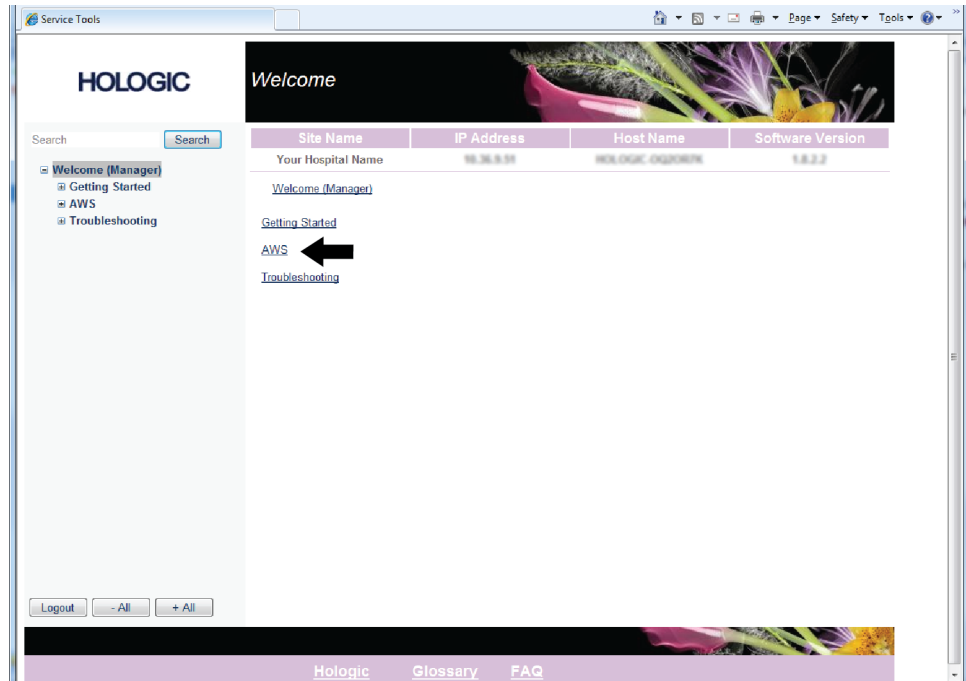 Service Tools
Page Safety Tools
HOLOGIC
Welcome
Search Search
Site Name IP Address Host Name Software Version
Your Hospital Name
Welcome (Manager)
Getting Started
AWS
Troubleshooting
Welcome (Manager)
Getting Started
AWS
Troubleshooting
Logout - All + All
Hologic Glossary FAQ